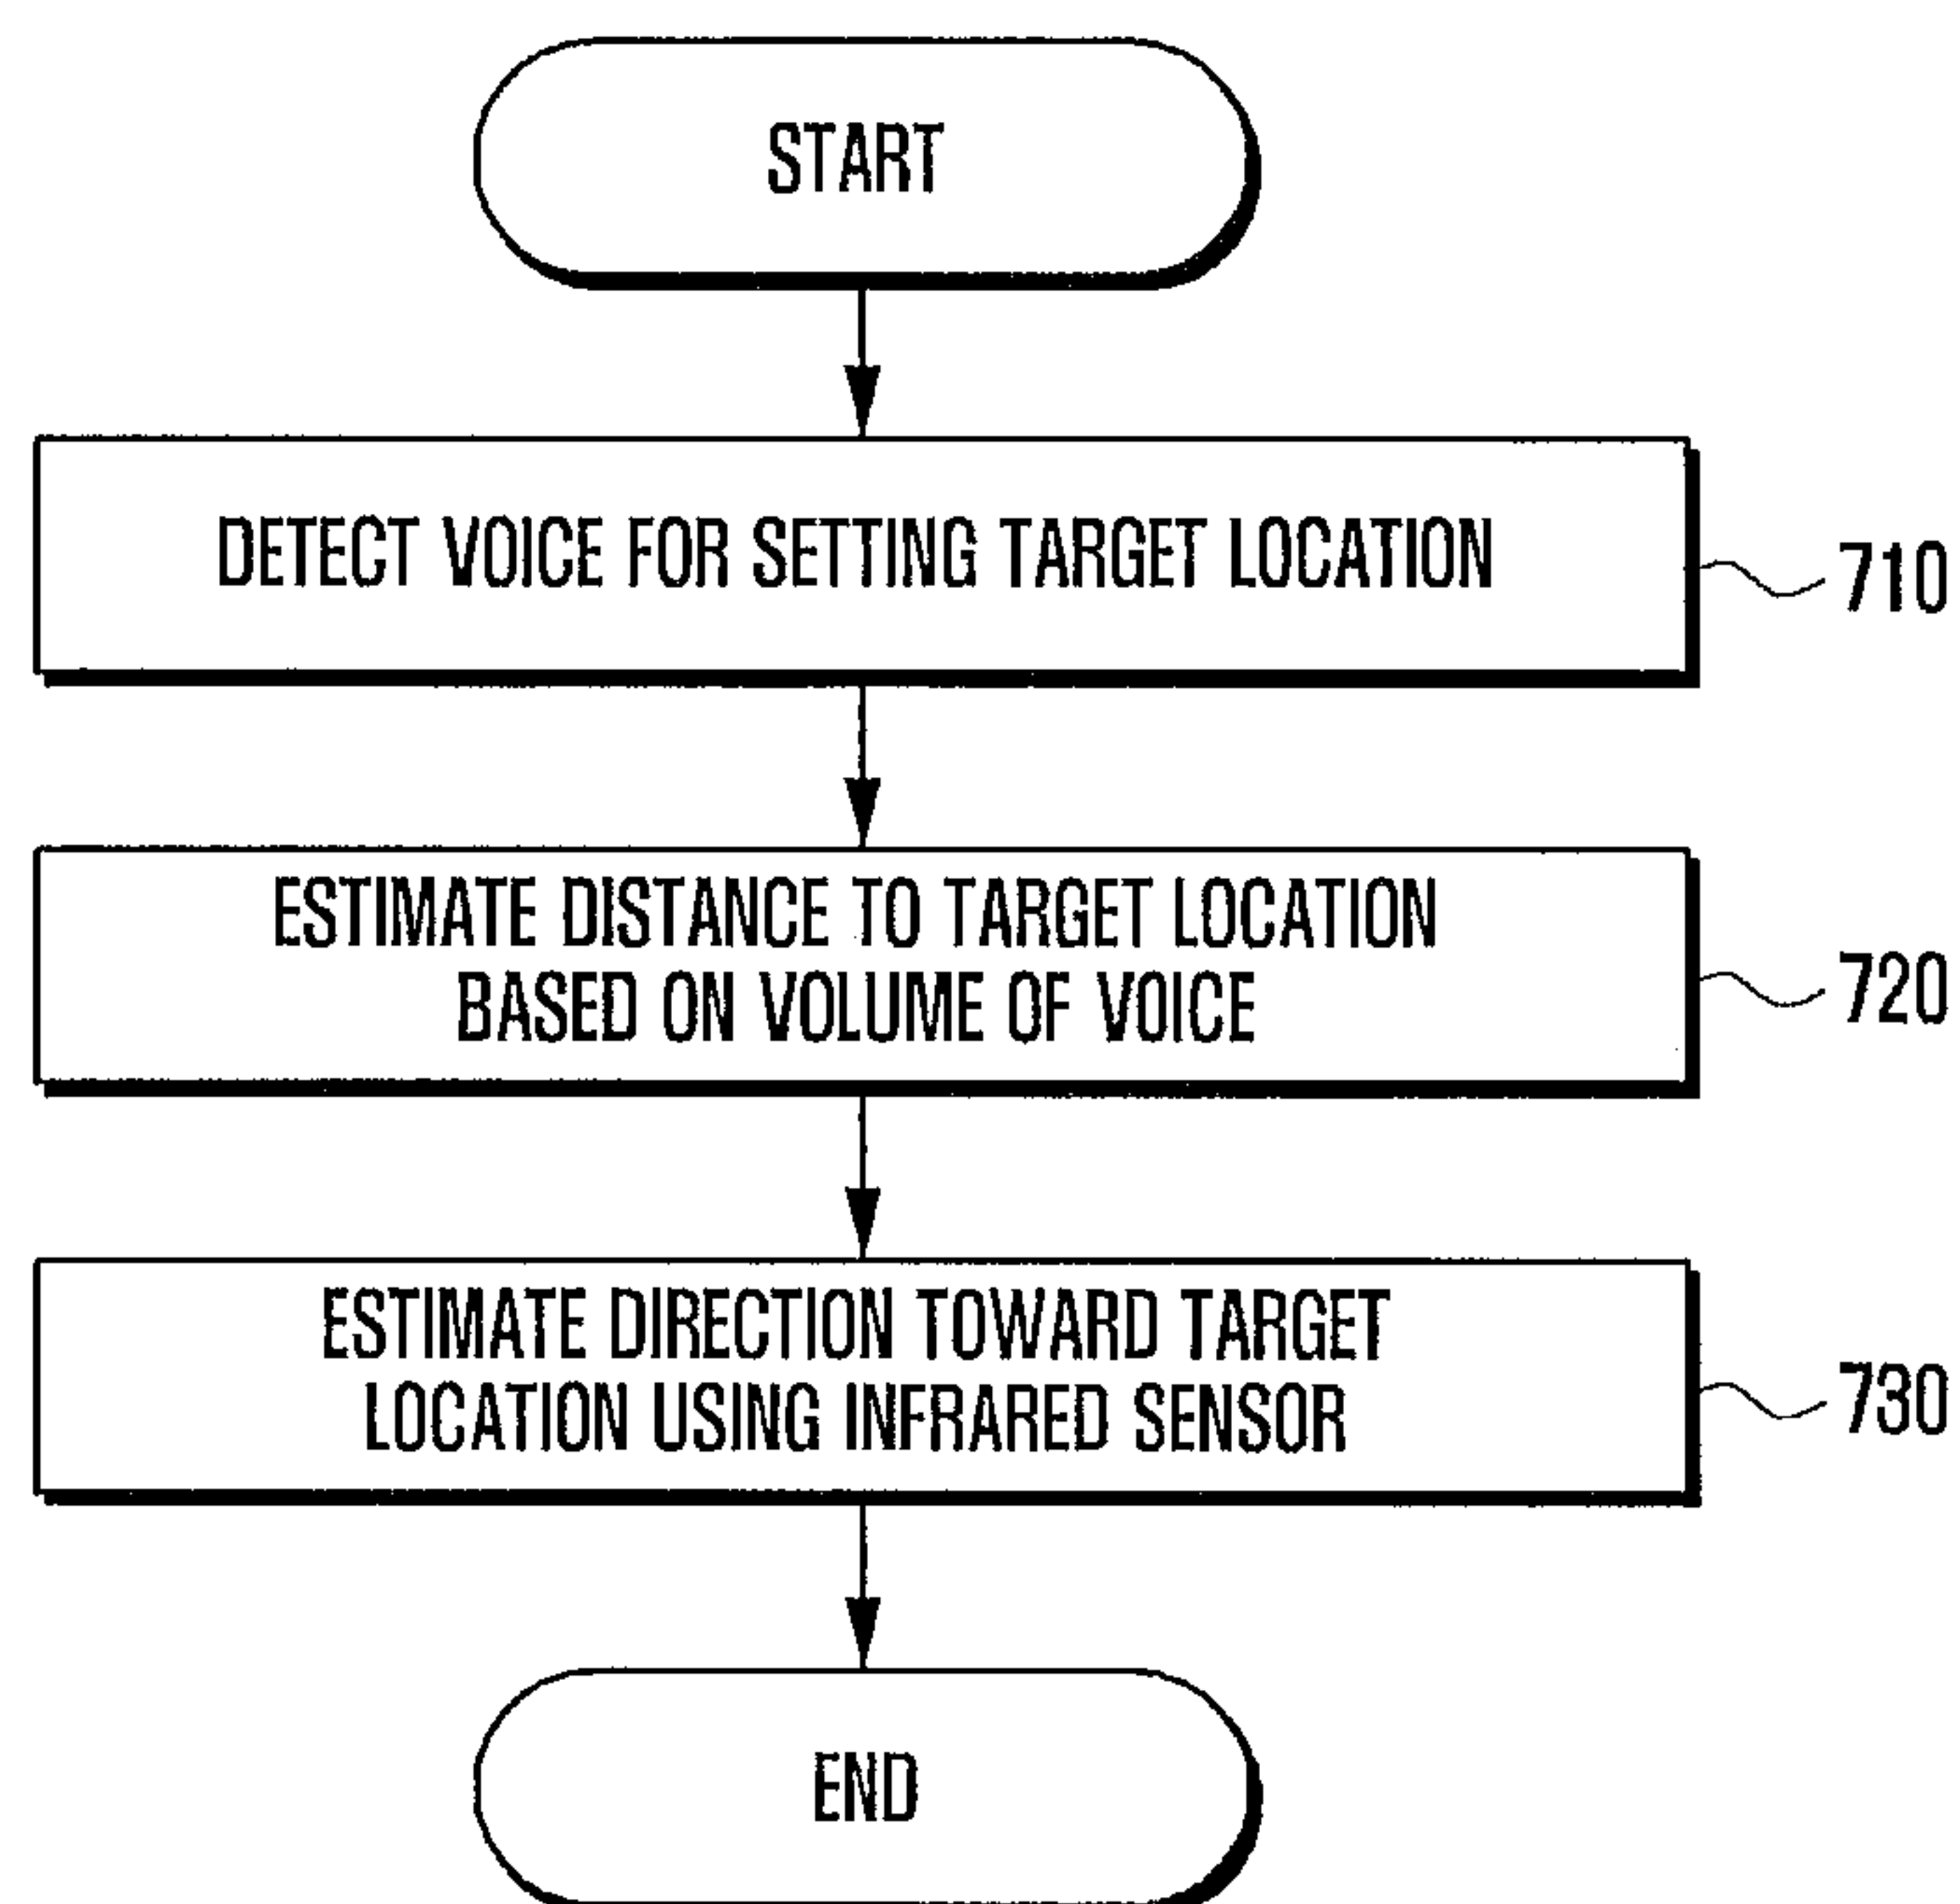 START
DETECT VOICE FOR SETTING TARGET LOCATION
710
ESTIMATE DISTANCE TO TARGET LOCATION
BASED ON VOLUME OF VOICE
720
ESTIMATE DIRECTION TOWARD TARGET
LOCATION USING INFRARED SENSOR
730
END